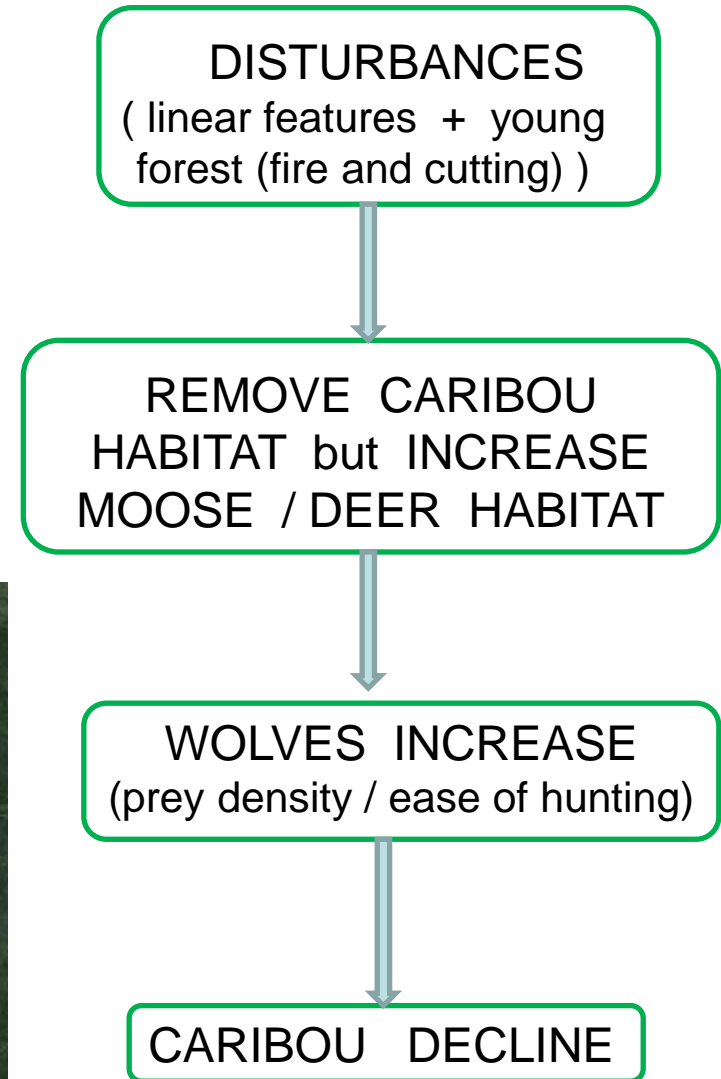 DISTURBANCES
( linear features + young
forest (fire and cutting) )
REMOVE CARIBOU
HABITAT but INCREASE
MOOSE / DEER HABITAT
WOLVES INCREASE
(prey density / ease of hunting)
CARIBOU DECLINE